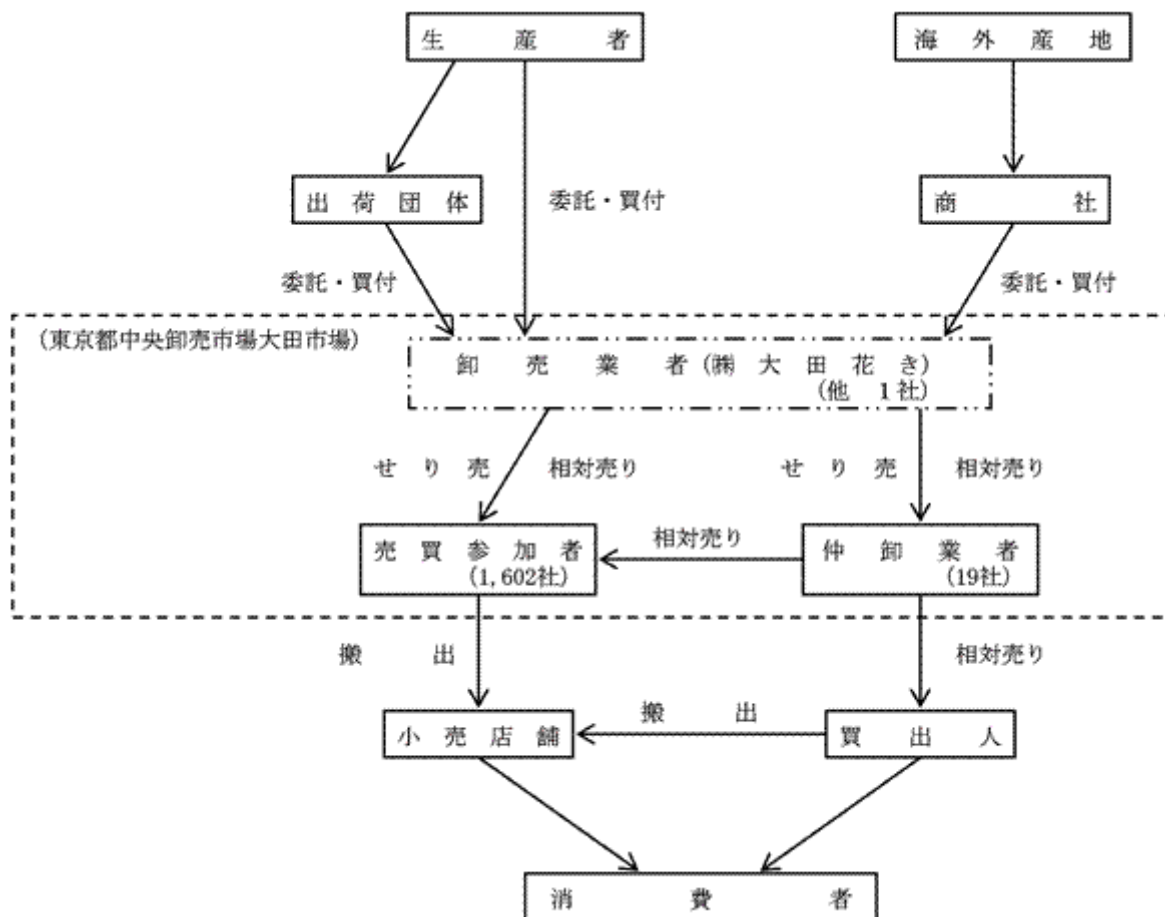 生産者
海外産地
出荷団体
委託・買付
商社
委託・買付
委託・買付
(東京都中央卸売市場大田市場)
卸売業者(㈱大田花き)
(他 1社)
せり売 相対売り
せり売 相対売り
売買参加者
(1,602社)
相対売り
仲卸業者
(19社)
搬出
相対売り
小売店舗
搬出
買出人
消費者